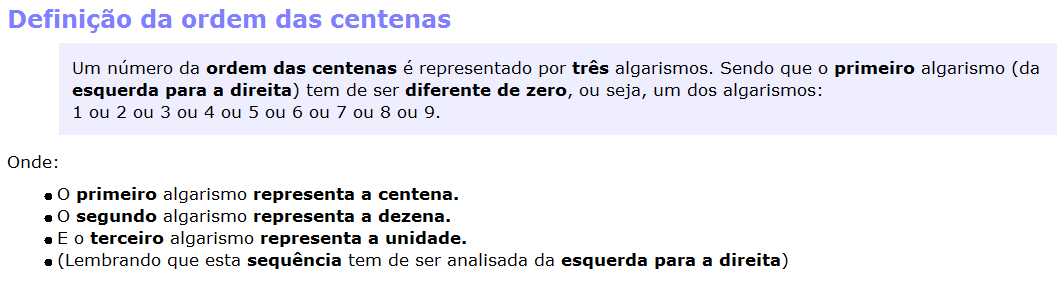 Definição da ordem das centenas
Um número da ordem das centenas é representado por três algarismos. Sendo que o primeiro algarismo (da
esquerda para a direita) tem de ser diferente de zero, ou seja, um dos algarismos:
1 ou 2 ou 3 ou 4 ou 5 ou 6 ou 7 ou 8 ou 9.
Onde:
O primeiro algarismo representa a centena.
O segundo algarismo representa a dezena.
E o terceiro algarismo representa a unidade.
(Lembrando que esta sequência tem de ser analisada da esquerda para a direita)